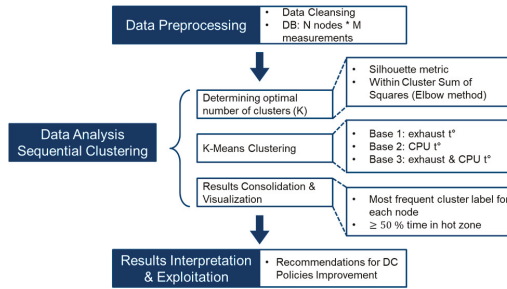 Data Preprocessing
• Data Cleansing
• DB: N nodes * M
measurements
Data Analysis
Sequential Clustering
Determining optimal
number of clusters (K)
• Silhouette metric
• Within Cluster Sum of
Squares (Elbow method)
K-Means Clustering
• Base 1: exhaust t°
• Base 2: CPU t°
• Base 3: exhaust & CPU t°
Results Consolidation &
Visualization
• Most frequent cluster label for
each node
• ≥ 50 % time in hot zone
Results Interpretation
& Exploitation
• Recommendations for DC
Policies Improvement